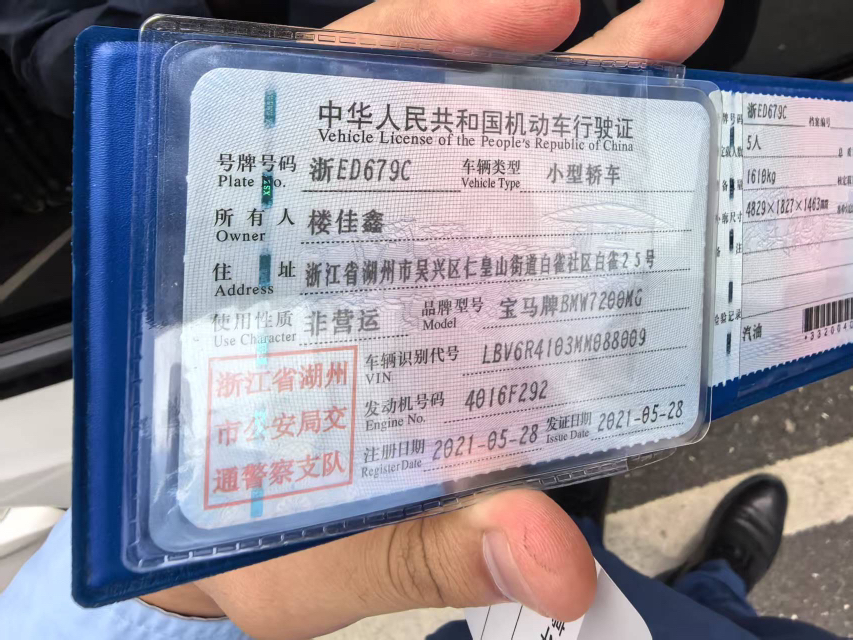 中华人民共和国机动车行驶证
Vehicle License of the People's Republic of China
号牌号码 浙ED679C 车辆类型 小型轿车
Plate No. Vehicle Type
所有人 楼佳鑫
Owner
住址 浙江省湖州市吴兴区仁皇山街道白雀社区白雀25号
Address
使用性质 非营运 品牌型号 宝马牌BMW7200MG
Use Character Model
车辆识别代号 LBV6R4103MM088009
VIN
发动机号码 4016F292
Engine No.
注册日期 2021-05-28 发证日期 2021-05-28
Register Date Issue Date
浙江省湖州
市公安局交
通警察支队
浙ED679C 档案编号
5人
1610kg
4829×1827×1463mm
汽油